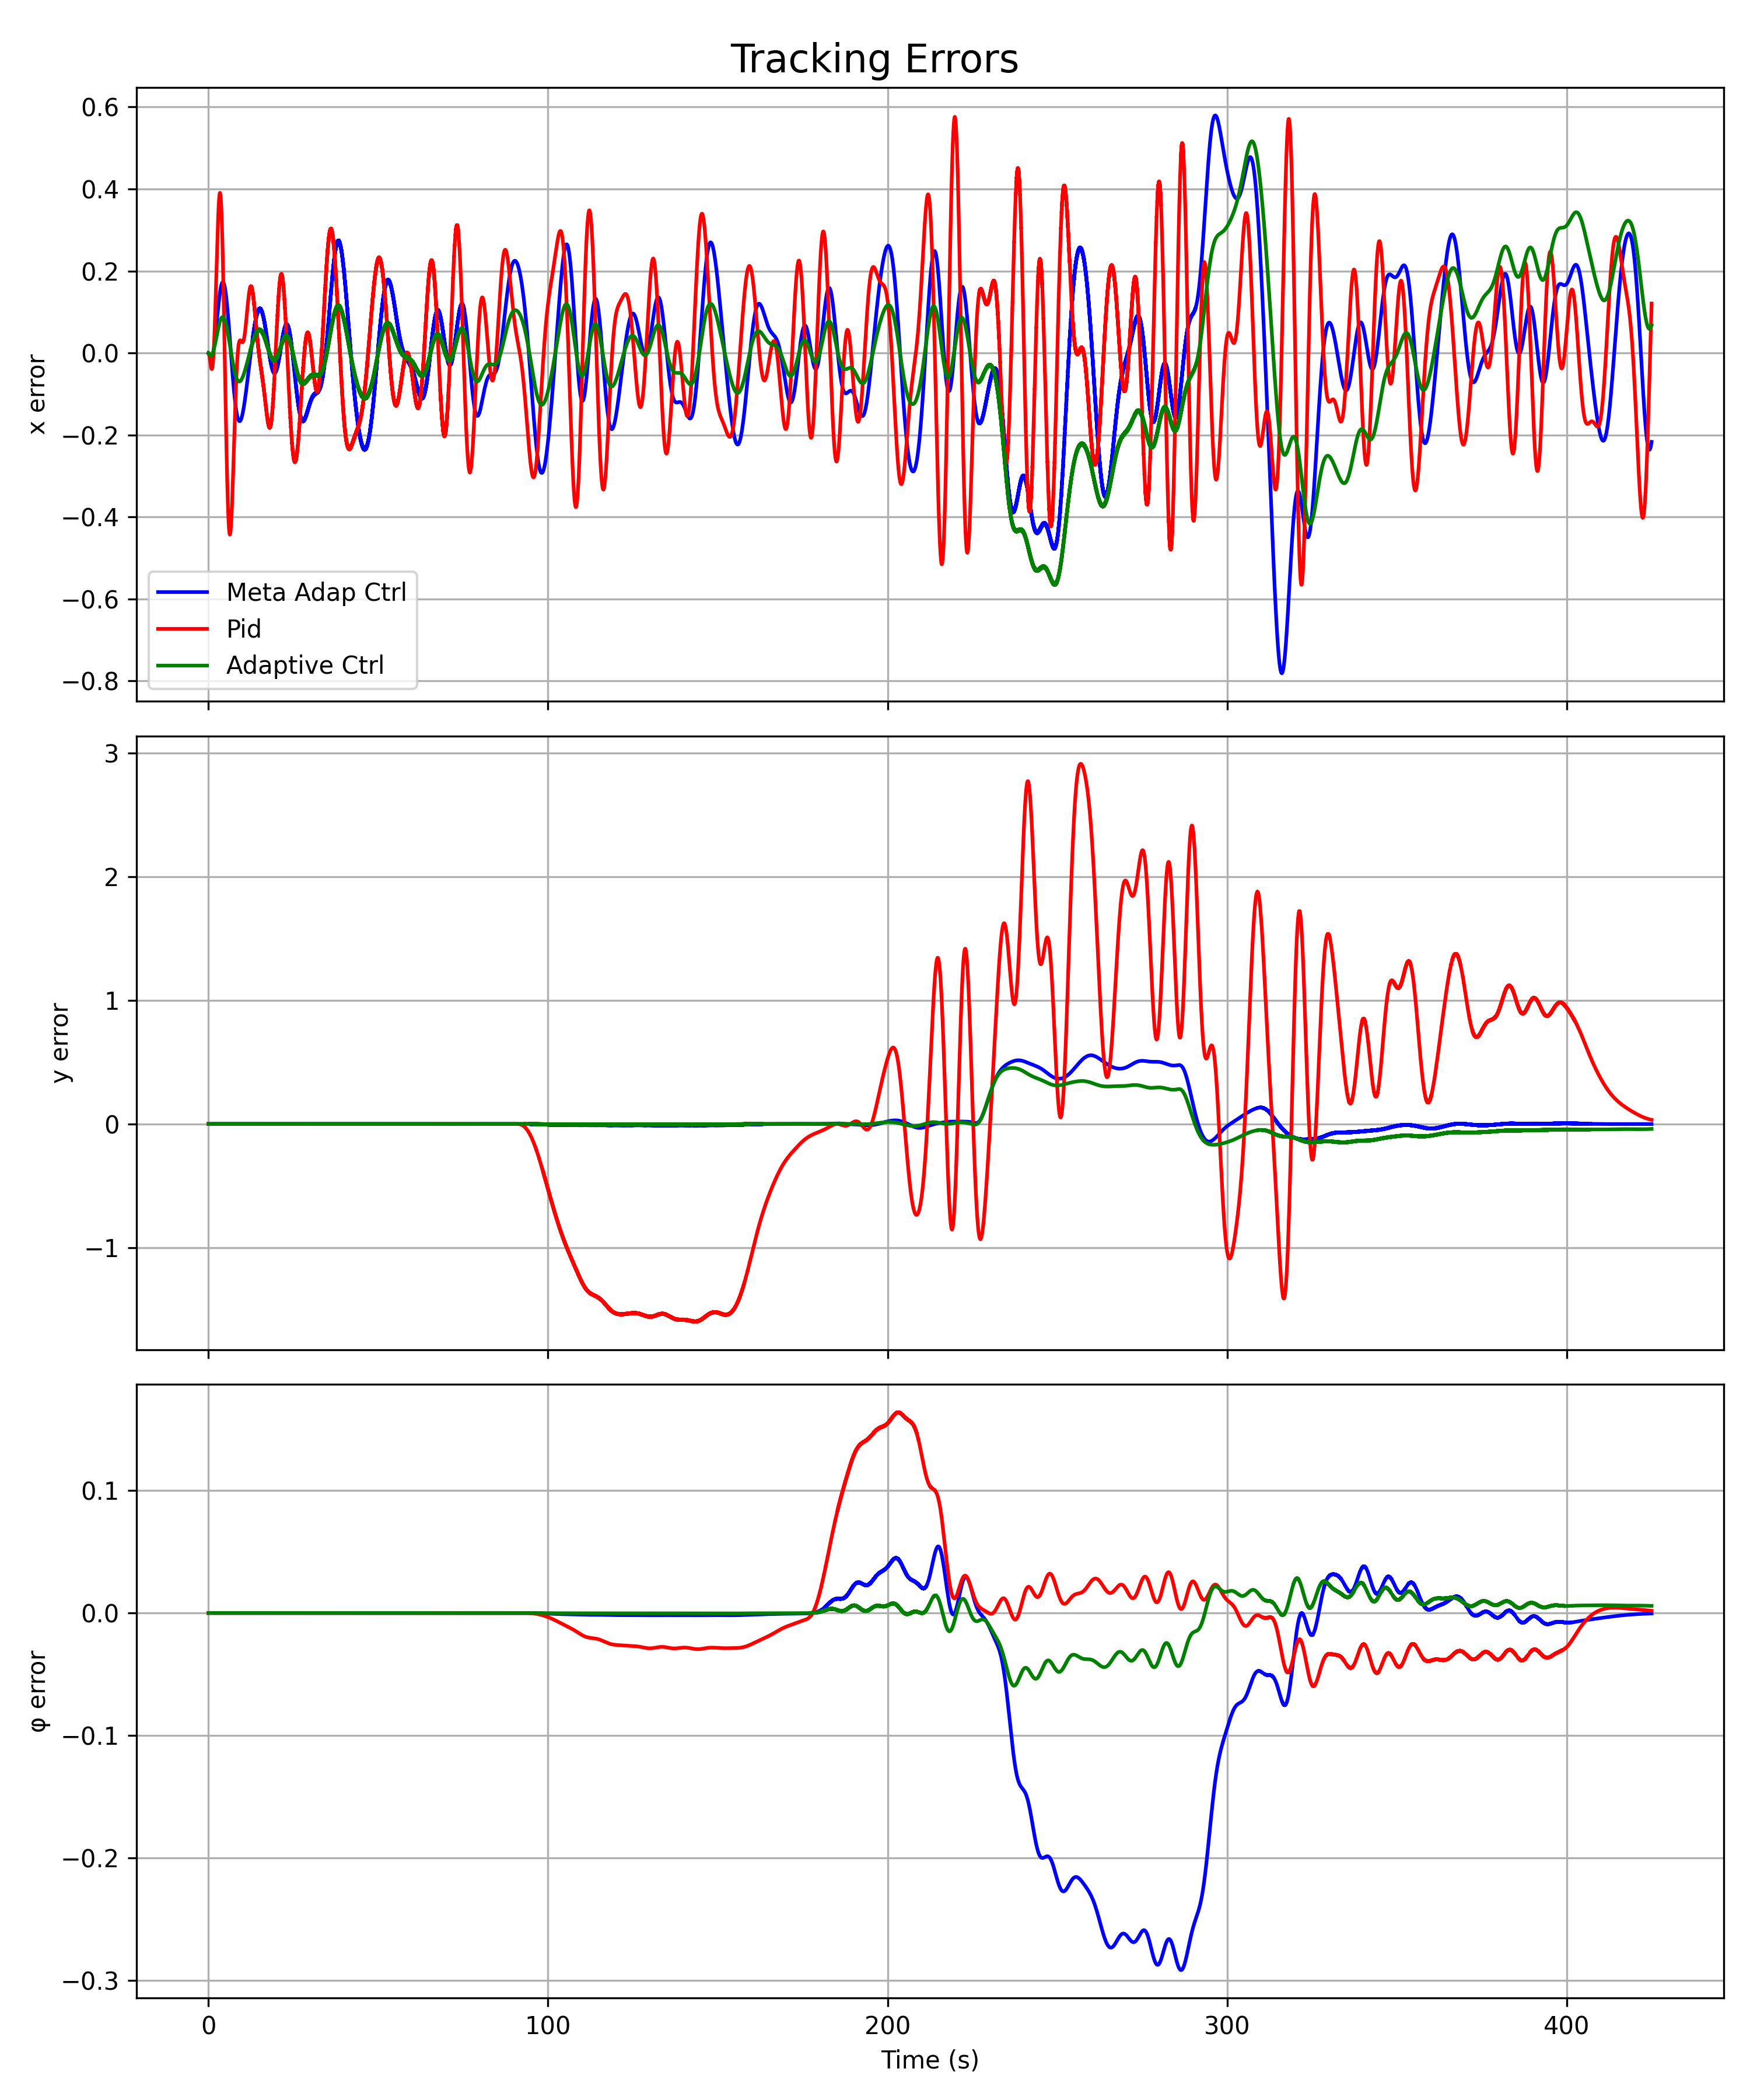 Tracking Errors
0.6
0.4
0.2
0.0
−0.2
−0.4
−0.6
−0.8
x error
Meta Adap Ctrl
Pid
Adaptive Ctrl
3
2
1
0
−1
y error
0.1
0.0
−0.1
−0.2
−0.3
φ error
0 100 200 300 400
Time (s)